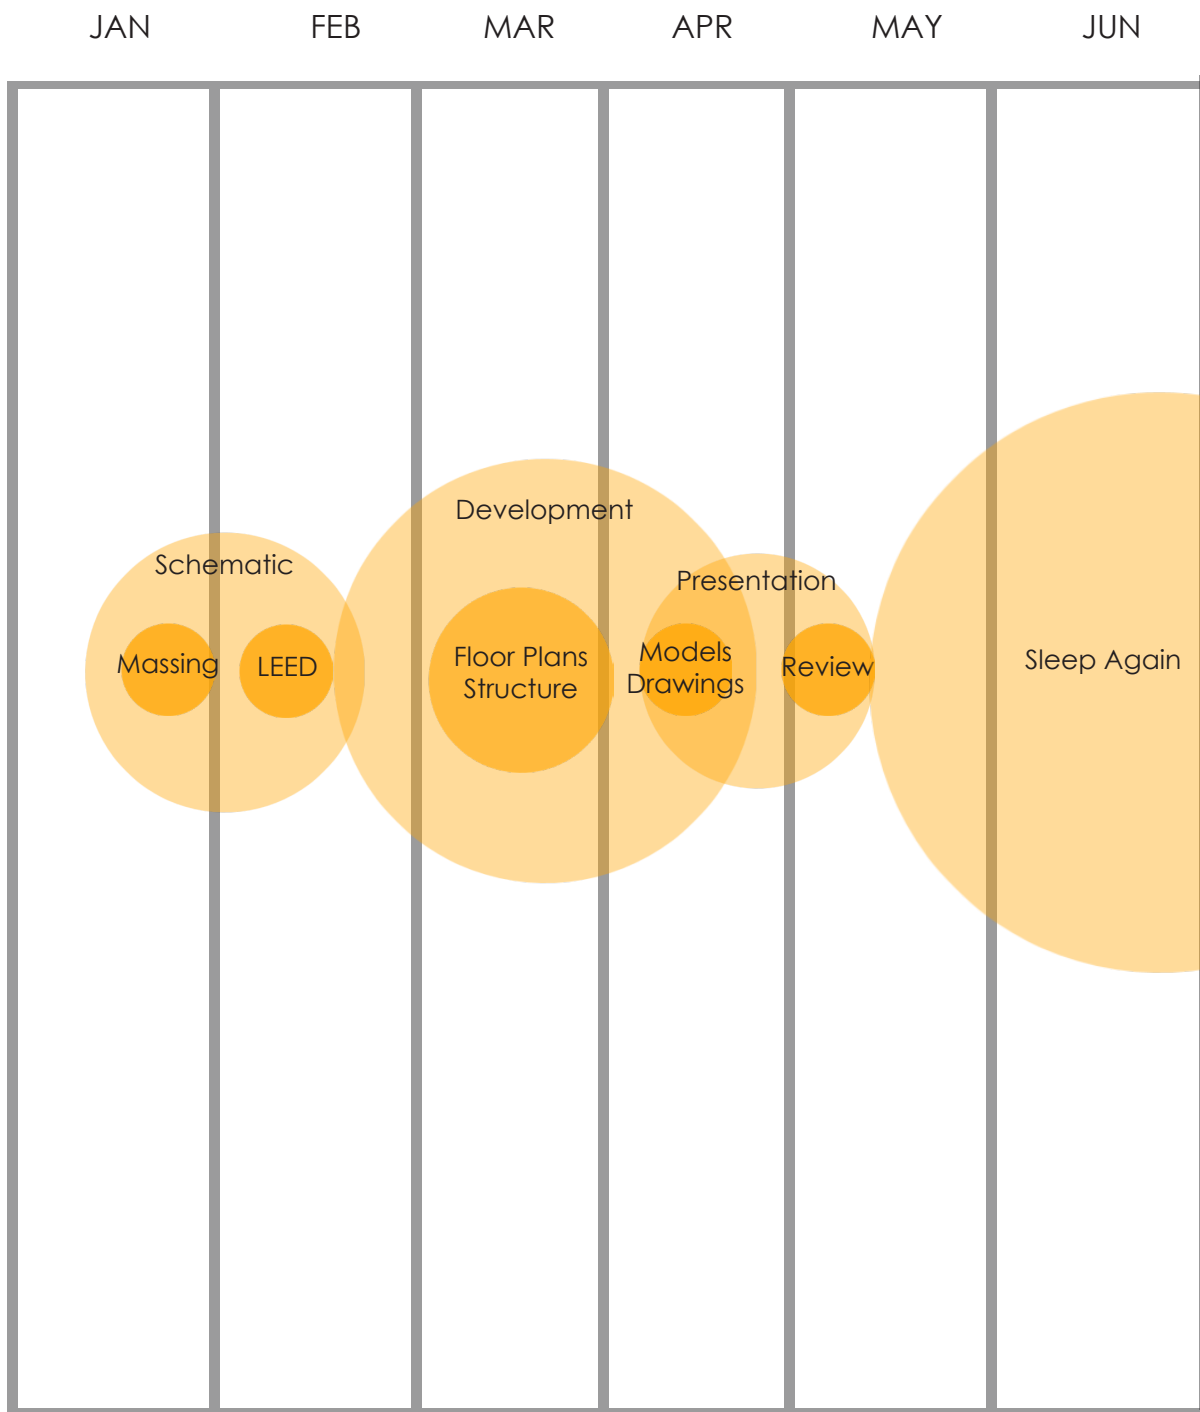 JAN FEB MAR APR MAY JUN
Development
Schematic
Presentation
Massing
LEED
Floor Plans
Structure
Models
Drawings
Review
Sleep Again